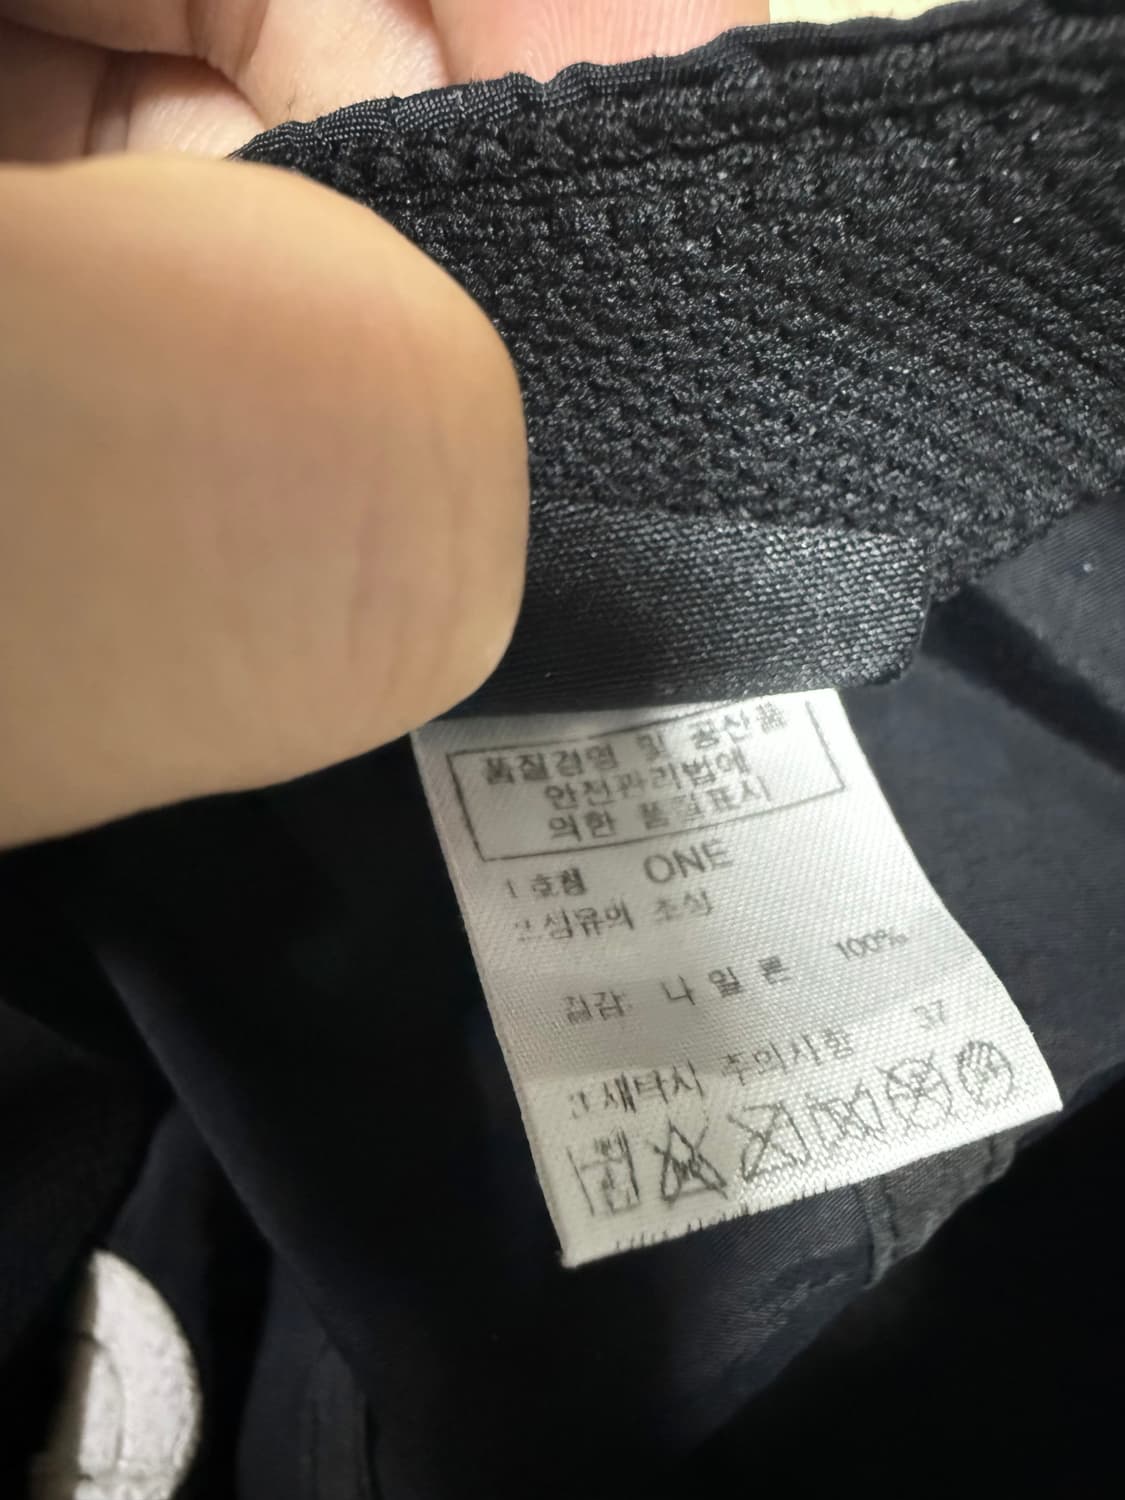 품질경영 및 공산품
안전관리법에
의한 품질표시
1 호칭 ONE
2 섬유의 조성
겉감: 나 일 론 100%
37
3 세탁시 주의사항